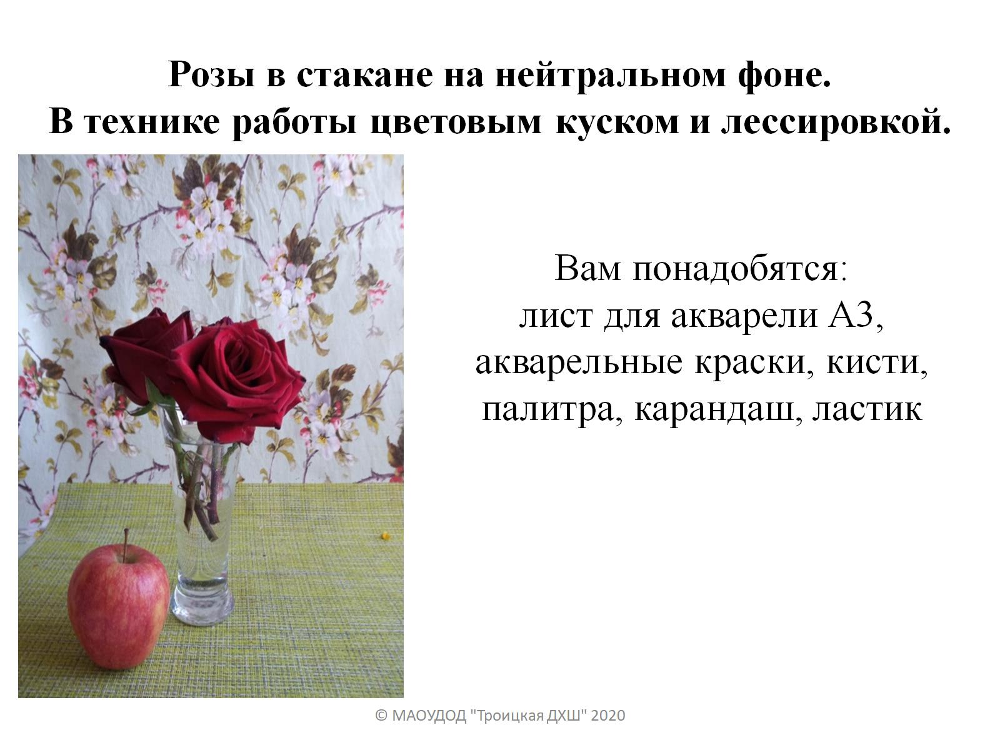 Розы в стакане на нейтральном фоне.
В технике работы цветовым куском и лессировкой.
Вам понадобятся:
лист для акварели А3,
акварельные краски, кисти,
палитра, карандаш, ластик
© МАОУДОД "Троицкая ДХШ" 2020